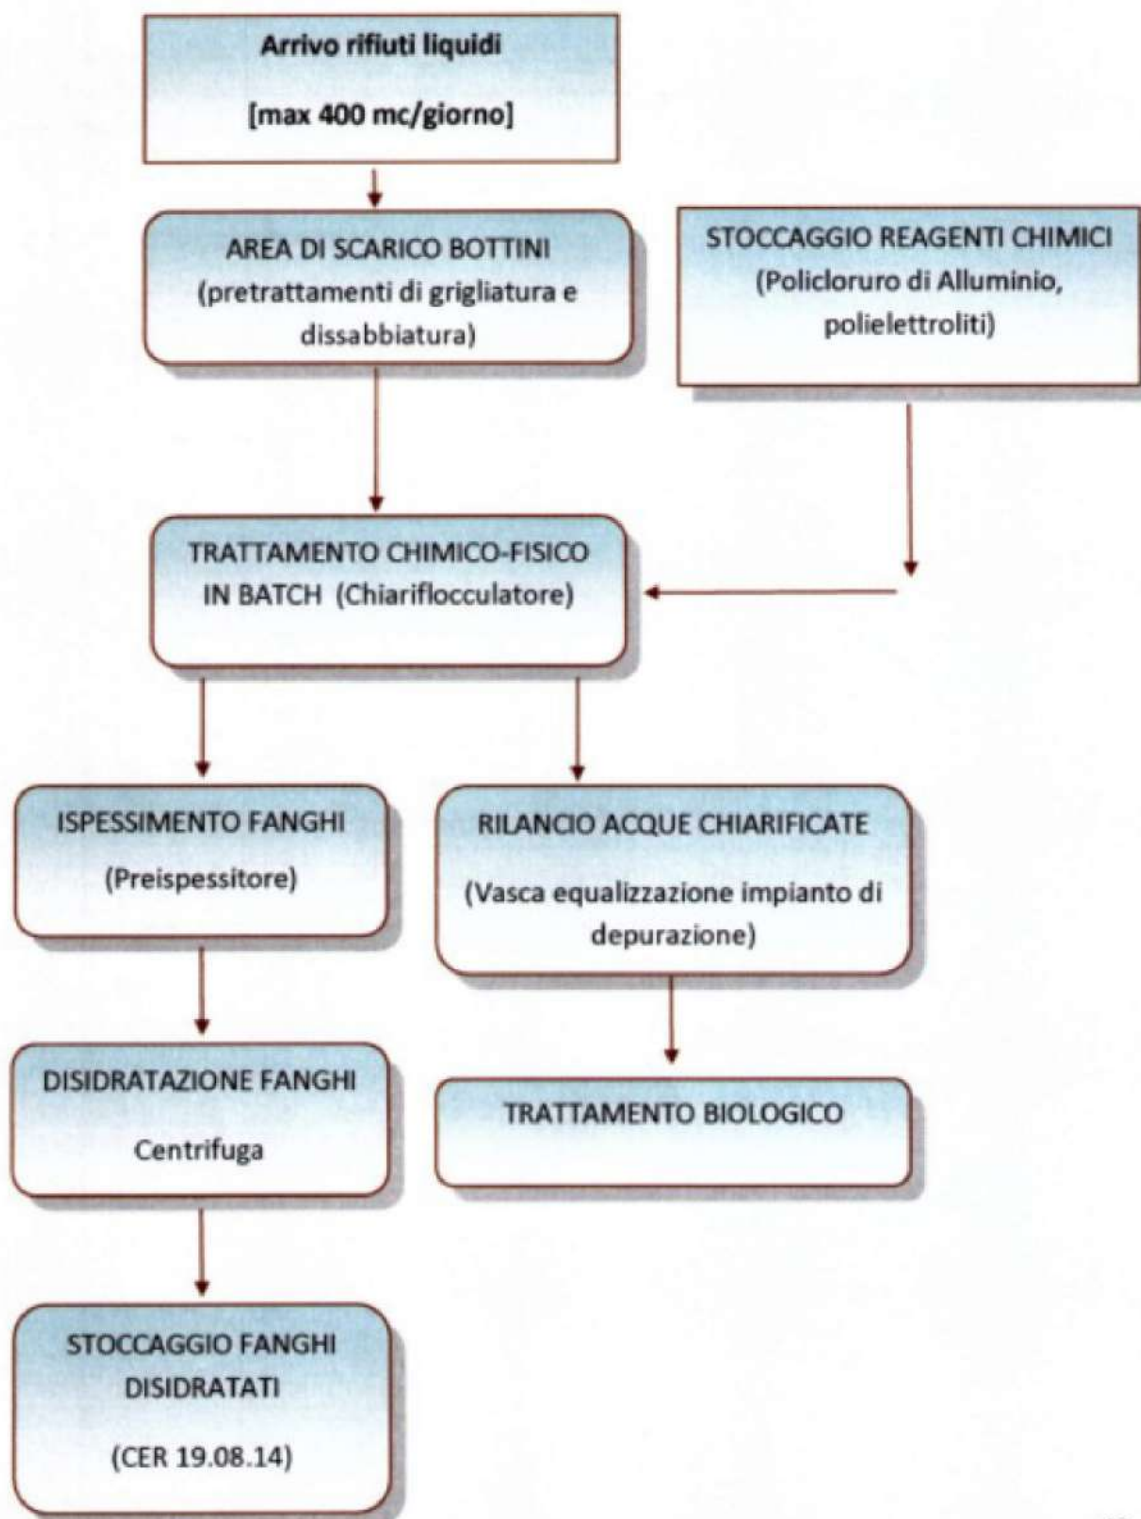 Arrivo rifiuti liquidi
[max 400 mc/giorno]
AREA DI SCARICO BOTTINI
(pretrattamenti di grigliatura e
dissabbiatura)
STOCCAGGIO REAGENTI CHIMICI
(Policloruro di Alluminio,
polielettroliti)
TRATTAMENTO CHIMICO-FISICO
IN BATCH (Chiariflocculatore)
ISPESSIMENTO FANGHI
(Preispessitore)
RILANCIO ACQUE CHIARIFICATE
(Vasca equalizzazione impianto di
depurazione)
DISIDRATAZIONE FANGHI
Centrifuga
TRATTAMENTO BIOLOGICO
STOCCAGGIO FANGHI
DISIDRATATI
(CER 19.08.14)